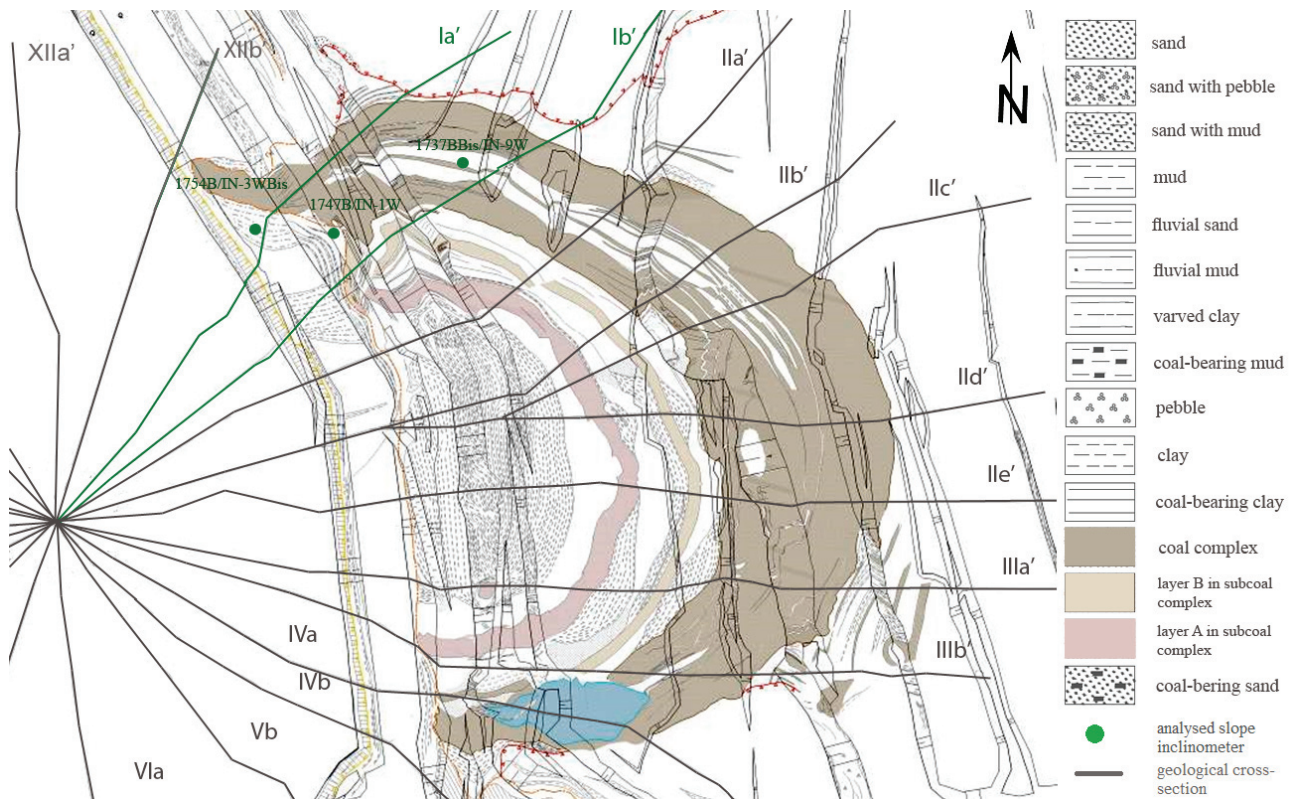 XIIa'
XIIb'
Ia'
Ib'
IIa'
IIb'
IIc'
IId'
IIe'
IIIa'
IIIb'
IVa
IVb
Vb
VIa
1737BBis/IN-9W
1754B/IN-3WBis
1747B/IN-1W
N
sand
sand with pebble
sand with mud
mud
fluvial sand
fluvial mud
varved clay
coal-bearing mud
pebble
clay
coal-bearing clay
coal complex
layer B in subcoal
complex
layer A in subcoal
complex
coal-bering sand
analysed slope
inclinometer
geological cross-
section